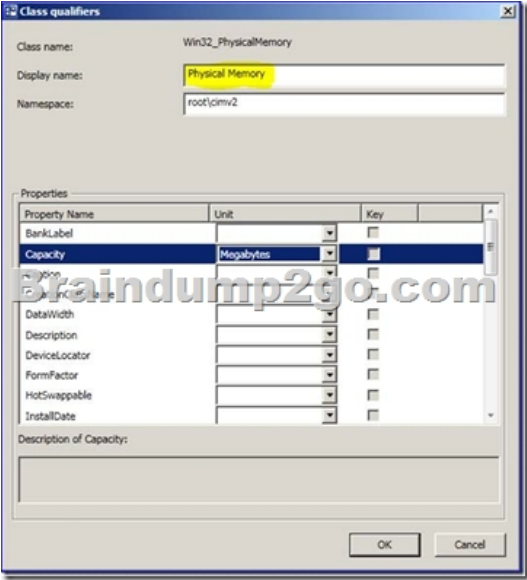 Class qualifiers
Class name: Win32_PhysicalMemory
Display name: Physical Memory
Namespace: root\cimv2
Properties
Property Name Unit Key
BankLabel
Capacity Megabytes
Braindump2go.com
DataWidth
Description
DeviceLocator
FormFactor
HotSwappable
InstallDate
Description of Capacity:
OK Cancel